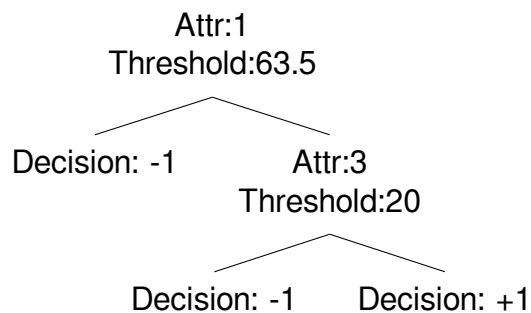 Attr:1
Threshold:63.5
Decision: -1
Attr:3
Threshold:20
Decision: -1
Decision: +1